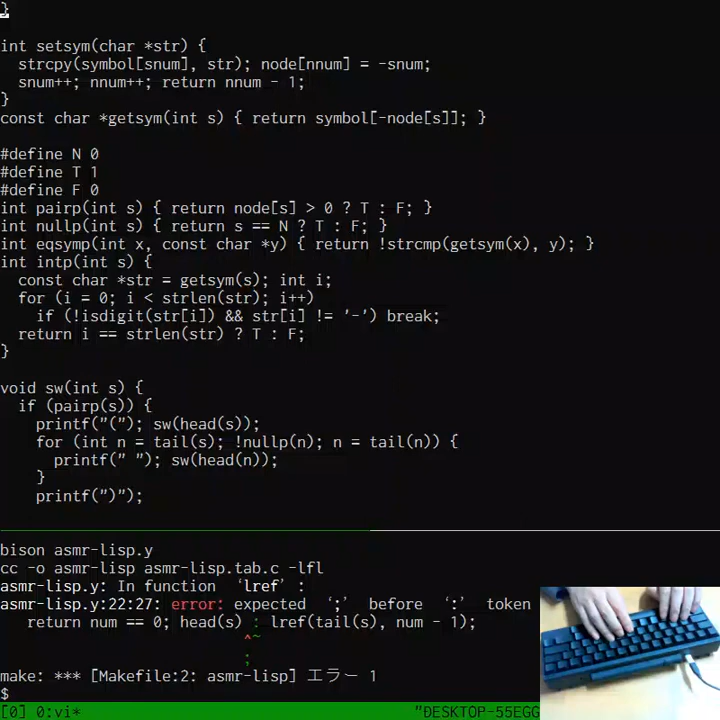 }
int setsym(char *str) {
  strcpy(symbol[snum], str); node[nnum] = -snum;
  snum++; nnum++; return nnum - 1;
}
const char *getsym(int s) { return symbol[-node[s]]; }
#define N 0
#define T 1
#define F 0
int pairp(int s) { return node[s] > 0 ? T : F; }
int nullp(int s) { return s == N ? T : F; }
int eqsymp(int x, const char *y) { return !strcmp(getsym(x), y); }
int intp(int s) {
  const char *str = getsym(s); int i;
  for (i = 0; i < strlen(str); i++)
    if (!isdigit(str[i]) && str[i] != '-') break;
  return i == strlen(str) ? T : F;
}
void sw(int s) {
  if (pairp(s)) {
    printf("("); sw(head(s));
    for (int n = tail(s); !nullp(n); n = tail(n)) {
      printf(" "); sw(head(n));
    }
    printf(")");
bison asmr-lisp.y
cc -o asmr-lisp asmr-lisp.tab.c -lfl
asmr-lisp.y: In function ‘lref’ :
asmr-lisp.y:22:27: error: expected ‘;’ before ‘:’ token
   return num == 0; head(s) : lref(tail(s), num - 1);
                           ^~
                           ;
make: *** [Makefile:2: asmr-lisp] エラー 1
$
[0] 0:vi* "DESKTOP-55EGG